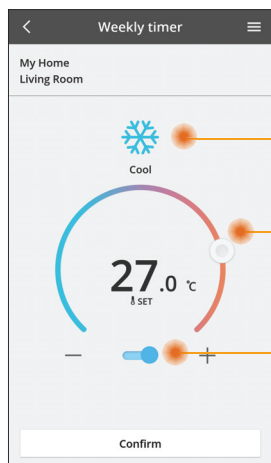 Weekly timer
My Home
Living Room
Cool
27.0 °C
SET
Confirm